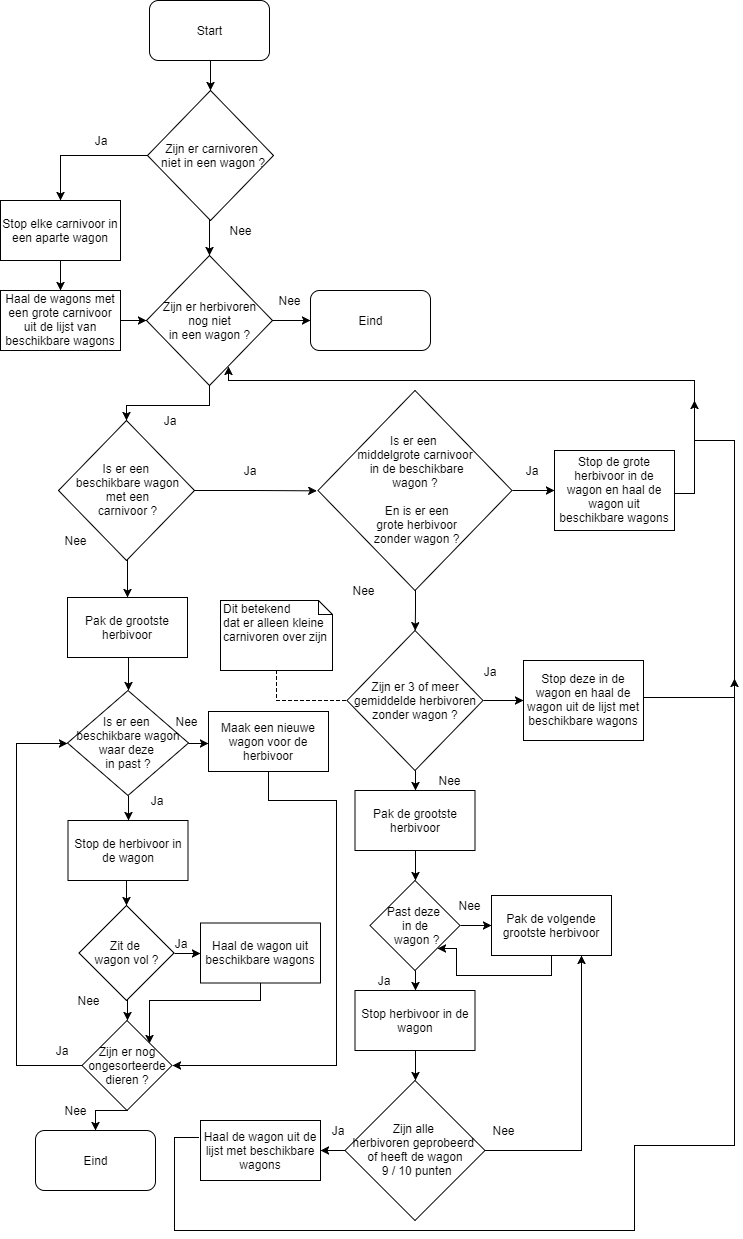 Start
Zijn er carnivoren
niet in een wagon ?
Ja
Nee
Stop elke carnivoor in
een aparte wagon
Haal de wagons met
een grote carnivoor
uit de lijst van
beschikbare wagons
Zijn er herbivoren
nog niet
in een wagon ?
Nee
Eind
Ja
Is er een
beschikbare wagon
met een
carnivoor ?
Ja
Nee
Is er een
middelgrote carnivoor
in de beschikbare
wagon ?
En is er een
grote herbivoor
zonder wagon ?
Ja
Stop de grote
herbivoor in de
wagon en haal de
wagon uit
beschikbare wagons
Nee
Pak de grootste
herbivoor
Dit betekend
dat er alleen kleine
carnivoren over zijn
Zijn er 3 of meer
gemiddelde herbivoren
zonder wagon ?
Ja
Stop deze in de
wagon en haal de
wagon uit de lijst met
beschikbare wagons
Nee
Is er een
beschikbare wagon
waar deze
in past ?
Nee
Maak een nieuwe
wagon voor de
herbivoor
Ja
Pak de grootste
herbivoor
Stop de herbivoor in
de wagon
Past deze
in de
wagon ?
Nee
Pak de volgende
grootste herbivoor
Ja
Zit de
wagon vol ?
Ja
Haal de wagon uit
beschikbare wagons
Nee
Stop herbivoor in de
wagon
Zijn er nog
ongesorteerde
dieren ?
Ja
Nee
Eind
Zijn alle
herbivoren geprobeerd
of heeft de wagon
9 / 10 punten
Ja
Nee
Haal de wagon uit de
lijst met beschikbare
wagons